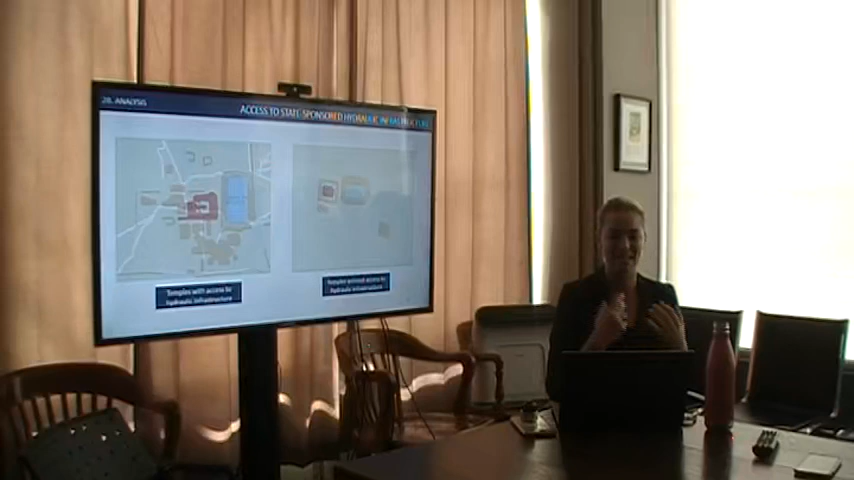 2B. ANALYSIS
ACCESS TO STATE-SPONSORED HYDRAULIC INFRASTRUCTURE
Temples with access to
hydraulic infrastructure
Temples without access to
hydraulic infrastructure